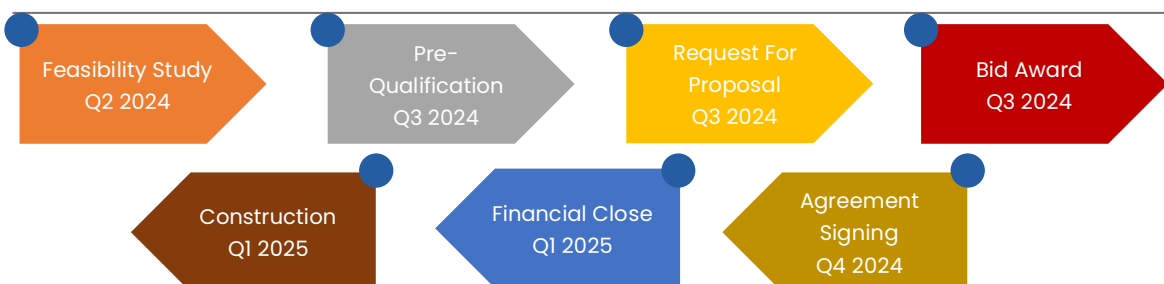 Feasibility Study
Q2 2024
Pre-
Qualification
Q3 2024
Request For
Proposal
Q3 2024
Bid Award
Q3 2024
Agreement
Signing
Q4 2024
Financial Close
Q1 2025
Construction
Q1 2025